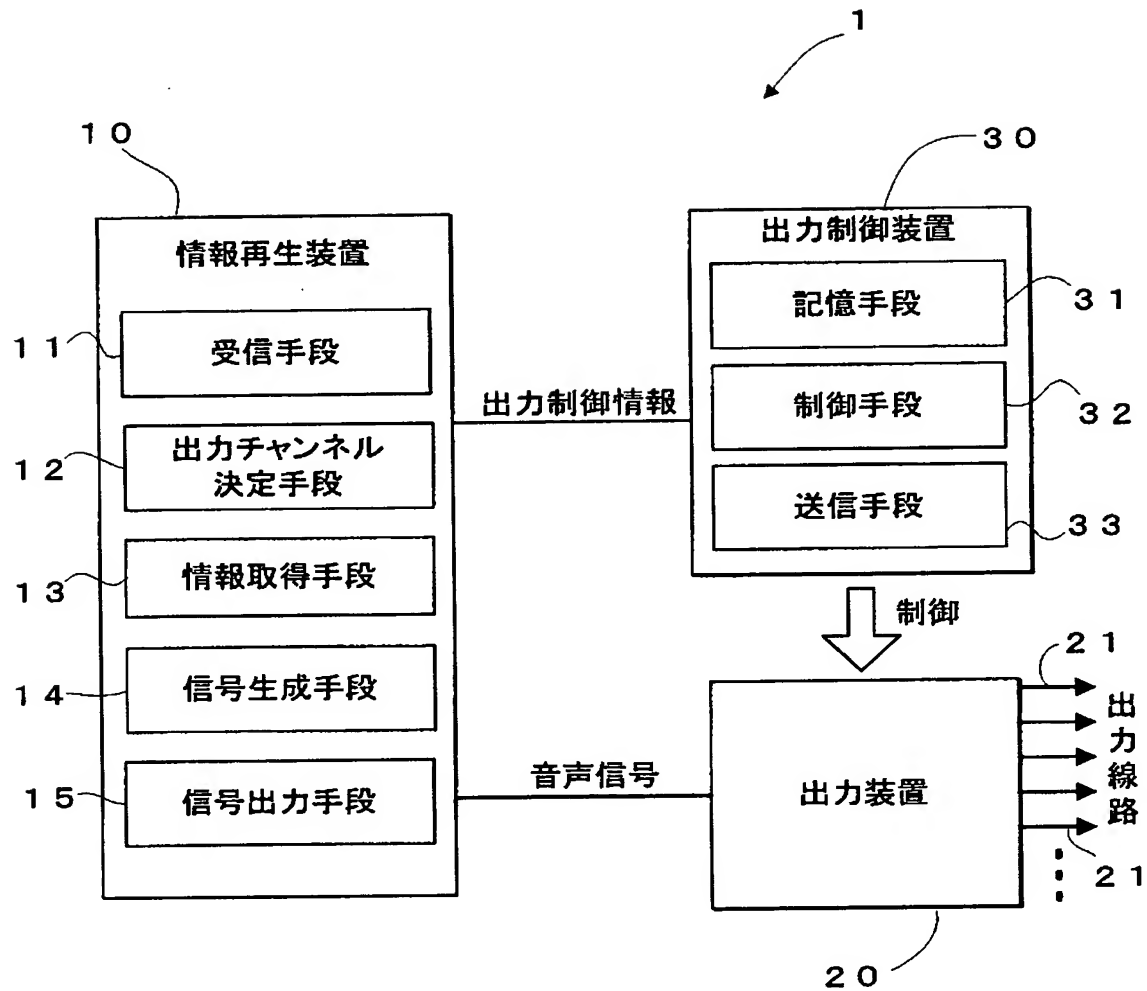 1
10
情報再生装置
11
受信手段
12
出力チャンネル
決定手段
13
情報取得手段
14
信号生成手段
15
信号出力手段
出力制御情報
音声信号
30
出力制御装置
記憶手段
31
制御手段
32
送信手段
33
制御
出力装置
20
21
出力線路
21